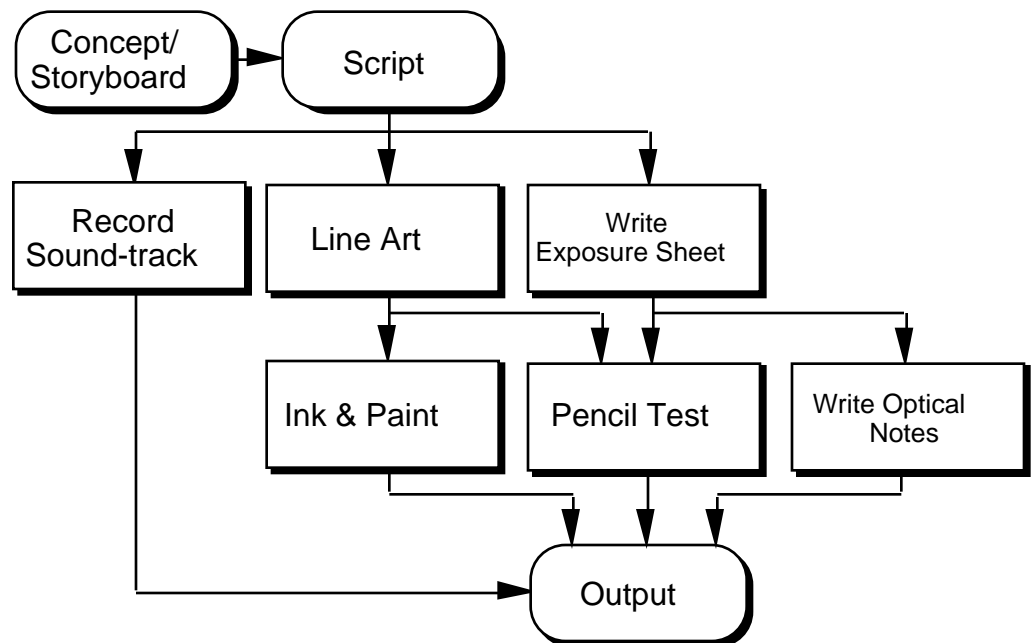 Concept/
Storyboard
Script
Record
Sound-track
Line Art
Write
Exposure Sheet
Ink & Paint
Pencil Test
Write Optical
Notes
Output